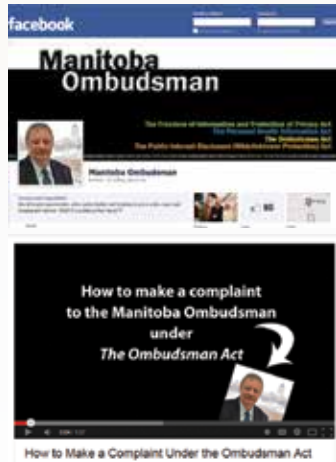 facebook
Manitoba
Ombudsman
The Freedom of Information and Protection of Privacy Act
The Personal Health Information Act
The Ombudsman Act
The Public Interest Disclosure (Whistleblower Protection) Act
Manitoba Ombudsman
How to make a complaint
to the Manitoba Ombudsman
under
The Ombudsman Act
How to Make a Complaint Under the Ombudsman Act